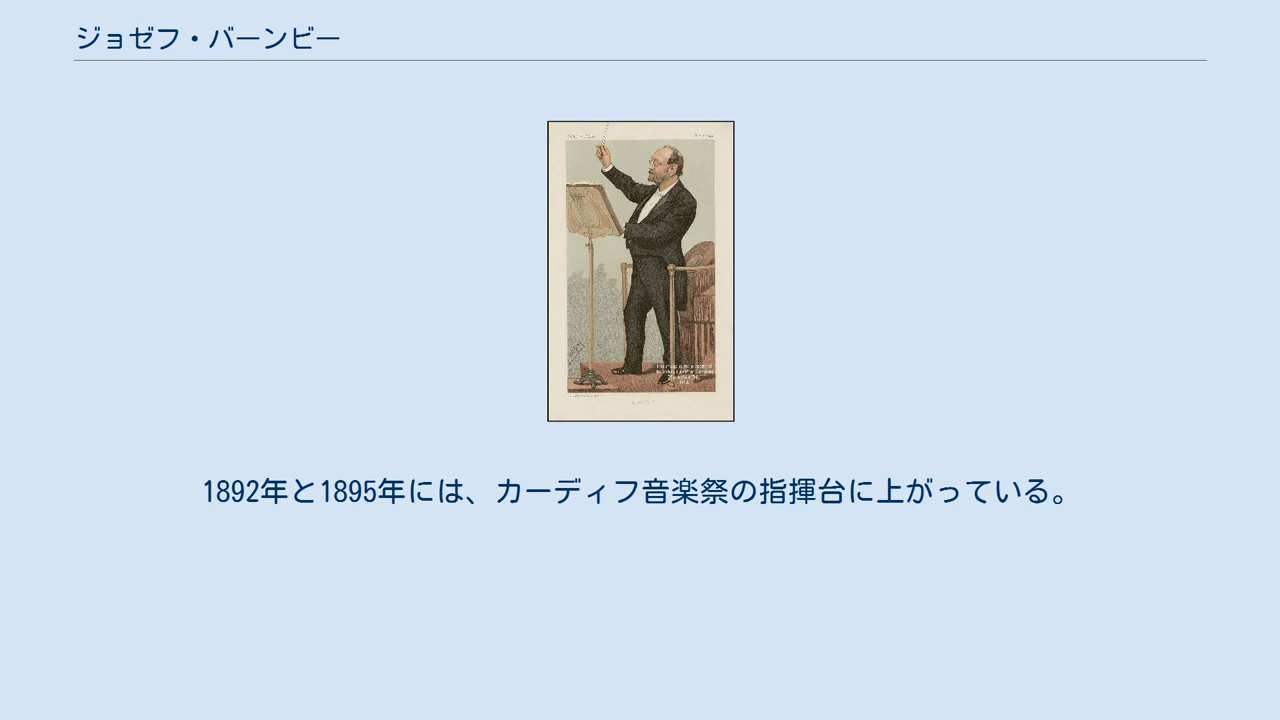 ジョゼフ・バーンビー
1892年と1895年には、カーディフ音楽祭の指揮台に上がっている。